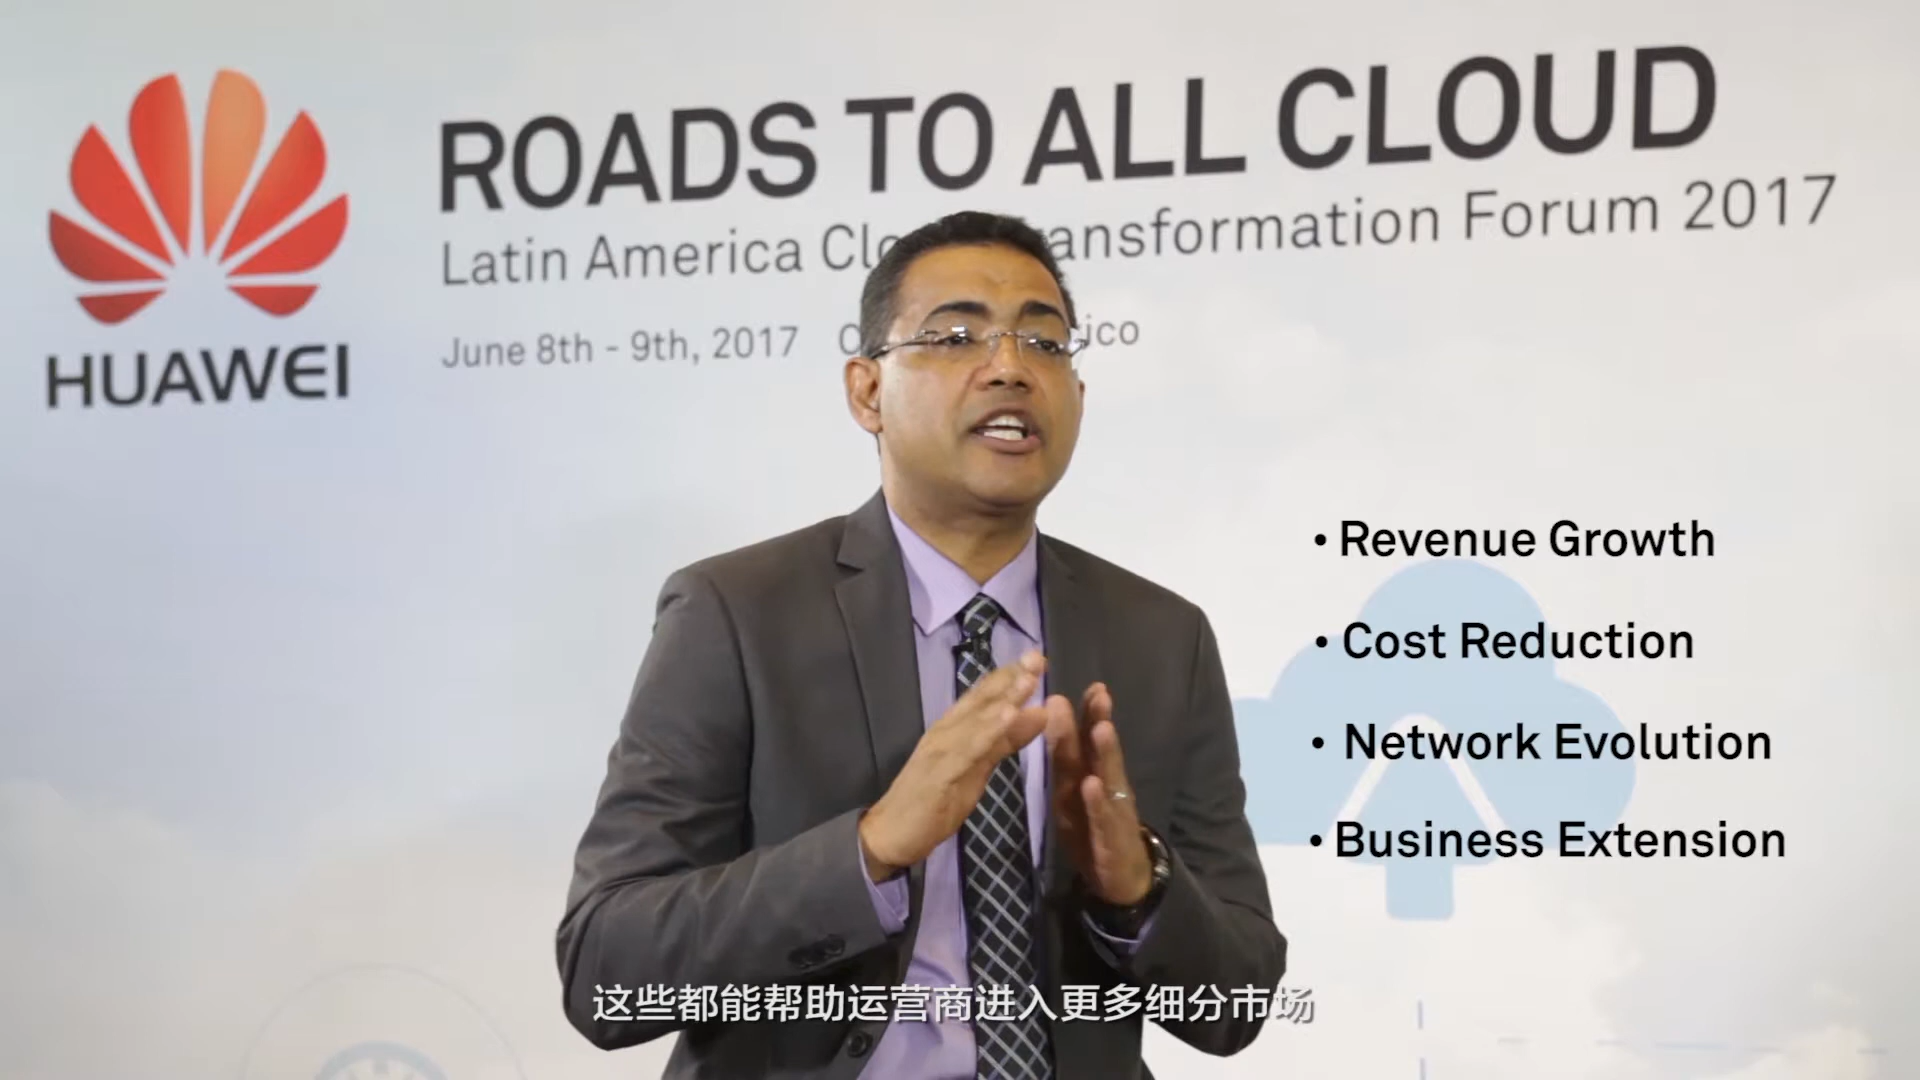 HUAWEI
ROADS TO ALL CLOUD
Latin America ansformation Forum 2017
June 8th - 9th, 2017
• Revenue Growth
• Cost Reduction
• Network Evolution
• Business Extension
这些都能帮助运营商进入更多细分市场